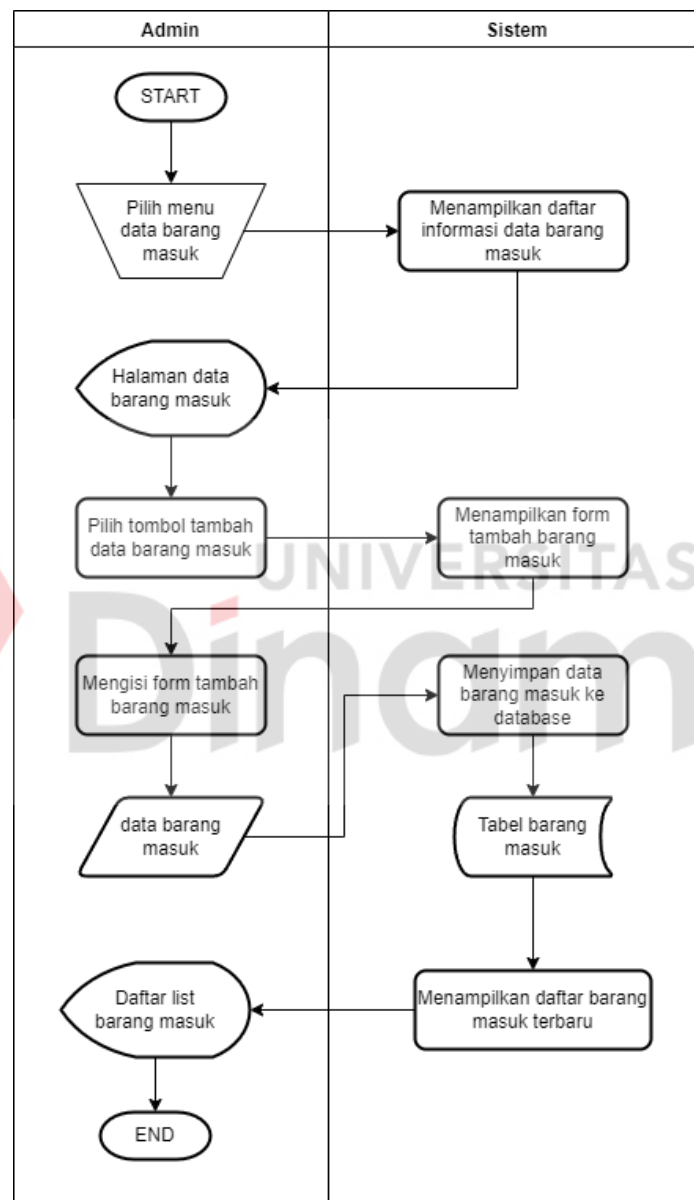 Admin
Sistem
START
Pilih menu
data barang
masuk
Menampilkan daftar
informasi data barang
masuk
Halaman data
barang masuk
Pilih tombol tambah
data barang masuk
Menampilkan form
tambah barang
masuk
UNIVERSITAS
Dinam
Mengisi form tambah
barang masuk
Menyimpan data
barang masuk ke
database
data barang
masuk
Tabel barang
masuk
Daftar list
barang masuk
Menampilkan daftar barang
masuk terbaru
END